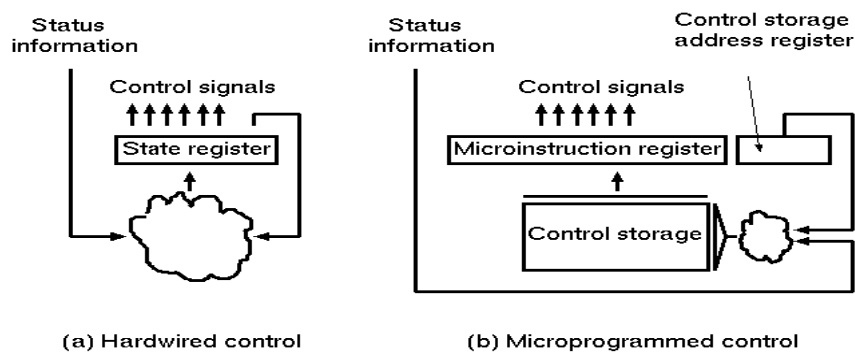 Status
information
Control signals
State register
(a) Hardwired control
Status
information
Control storage
address register
Control signals
Microinstruction register
Control storage
(b) Microprogrammed control